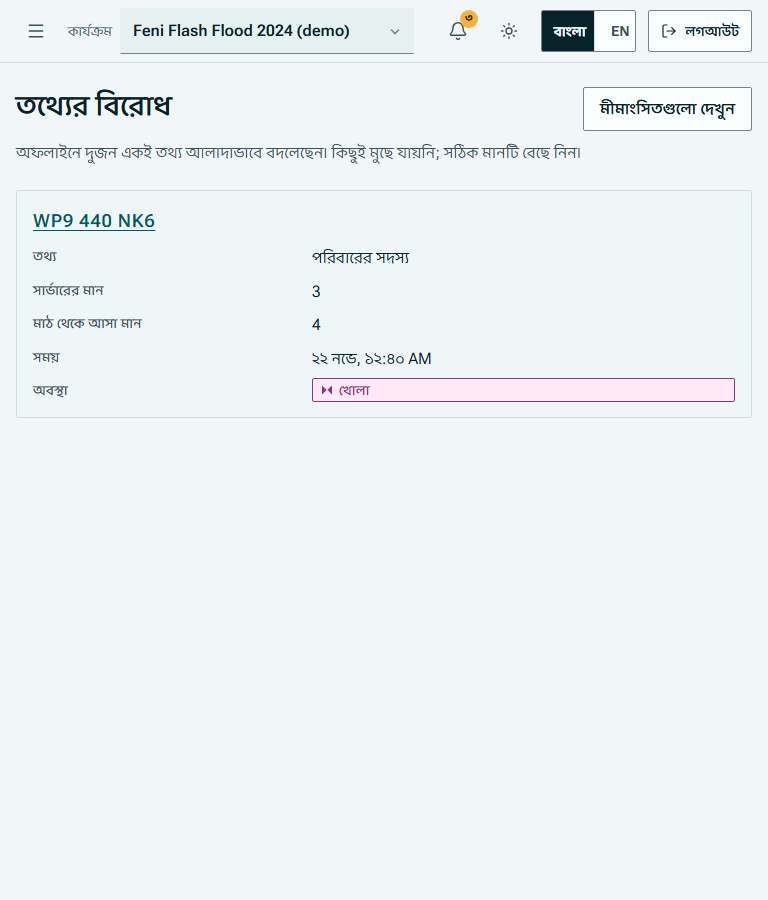 কার্যক্রম Feni Flash Flood 2024 (demo) ৩ বাংলা EN লগআউট
তথ্যের বিরোধ মীমাংসিতগুলো দেখুন
অফলাইনে দুজন একই তথ্য আলাদাভাবে বদলেছেন। কিছুই মুছে যায়নি; সঠিক মানটি বেছে নিন।
WP9 440 NK6
তথ্য পরিবারের সদস্য
সার্ভারের মান 3
মাঠ থেকে আসা মান 4
সময় ২২ নভে, ১২:৪০ AM
অবস্থা খোলা